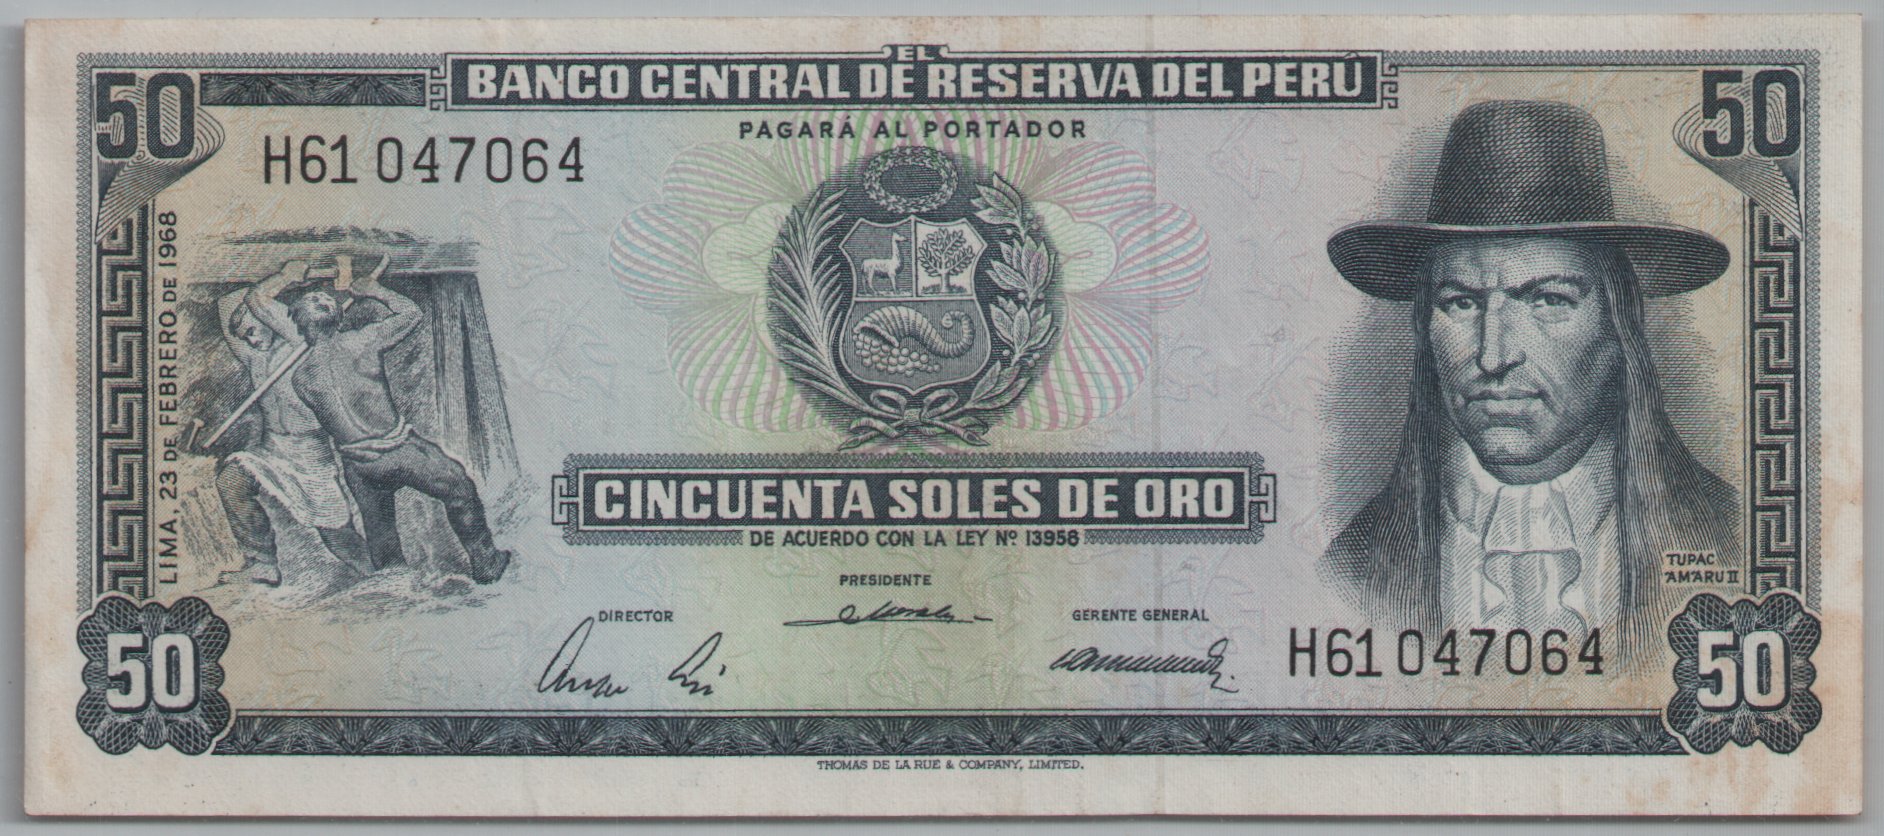 EL
BANCO CENTRAL DE RESERVA DEL PERÚ
50
50
PAGARÁ AL PORTADOR
H61 047064
LIMA, 23 DE FEBRERO DE 1968
CINCUENTA SOLES DE ORO
DE ACUERDO CON LA LEY Nº 13958
TUPAC
AMARU II
PRESIDENTE
DIRECTOR
GERENTE GENERAL
H61 047064
50
50
THOMAS DE LA RUE & COMPANY, LIMITED.